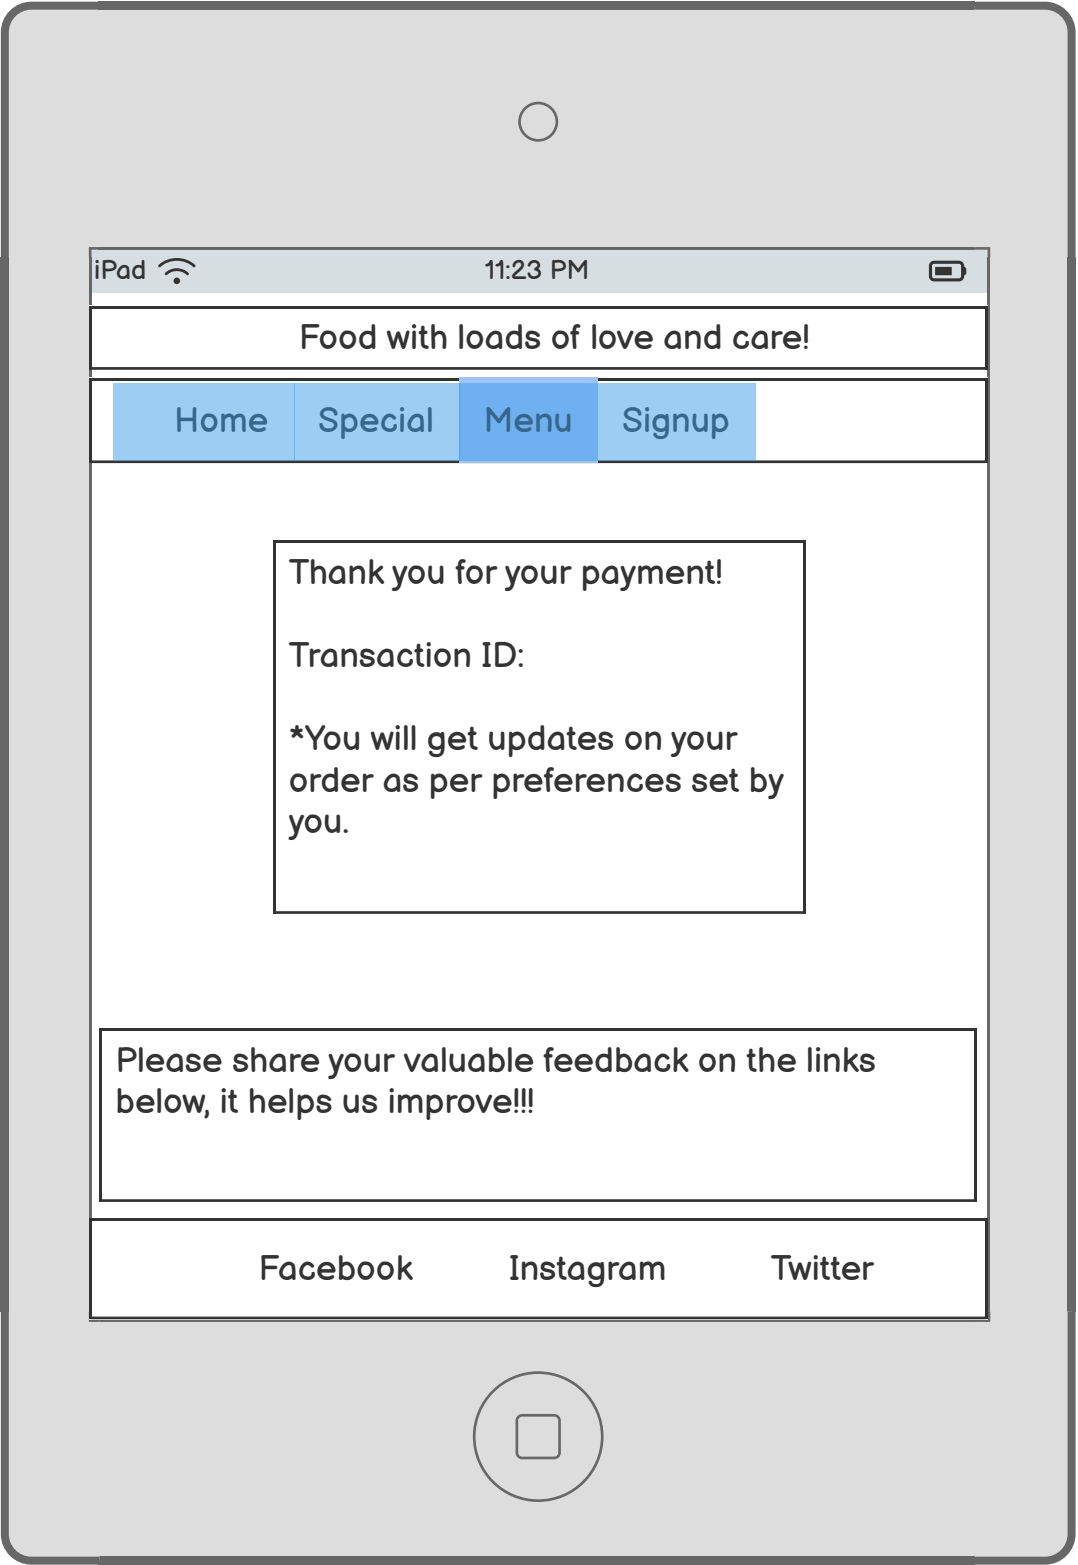 iPad 11:23 PM
Food with loads of love and care!
Home Special Menu Signup
Thank you for your payment!
Transaction ID:
*You will get updates on your
order as per preferences set by
you.
Please share your valuable feedback on the links
below, it helps us improve!!!
Facebook Instagram Twitter